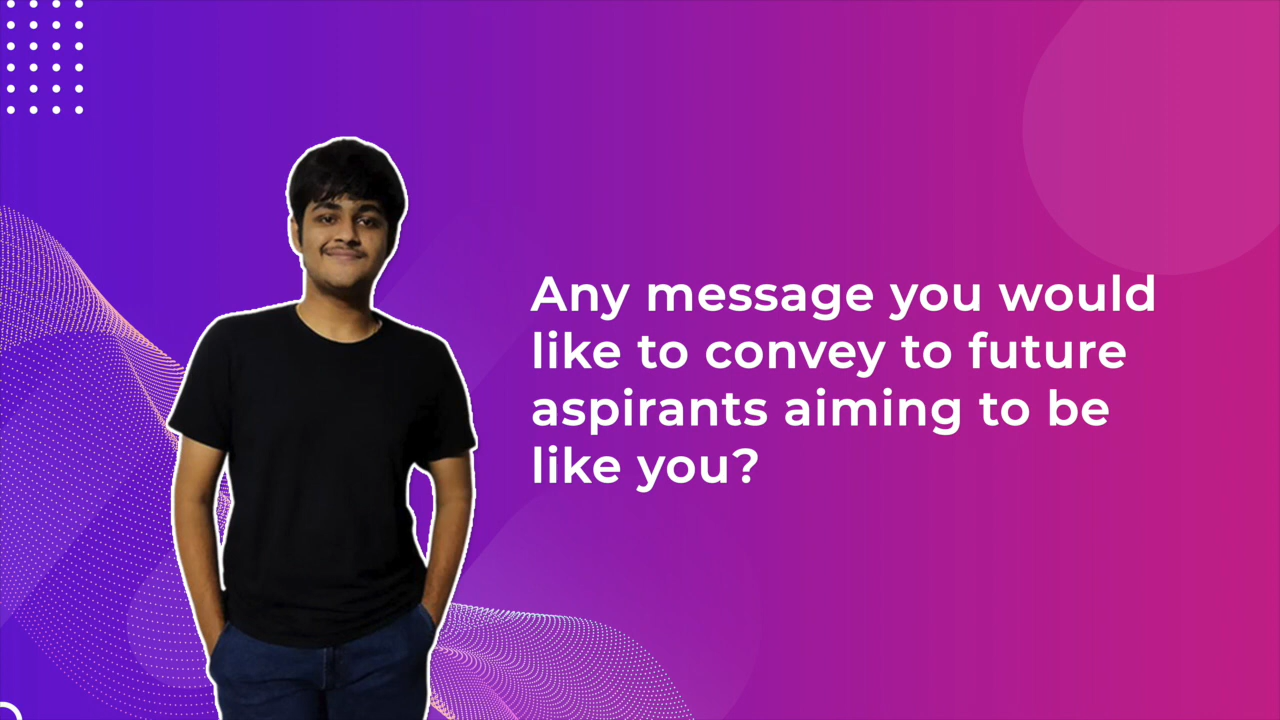 Any message you would
like to convey to future
aspirants aiming to be
like you?